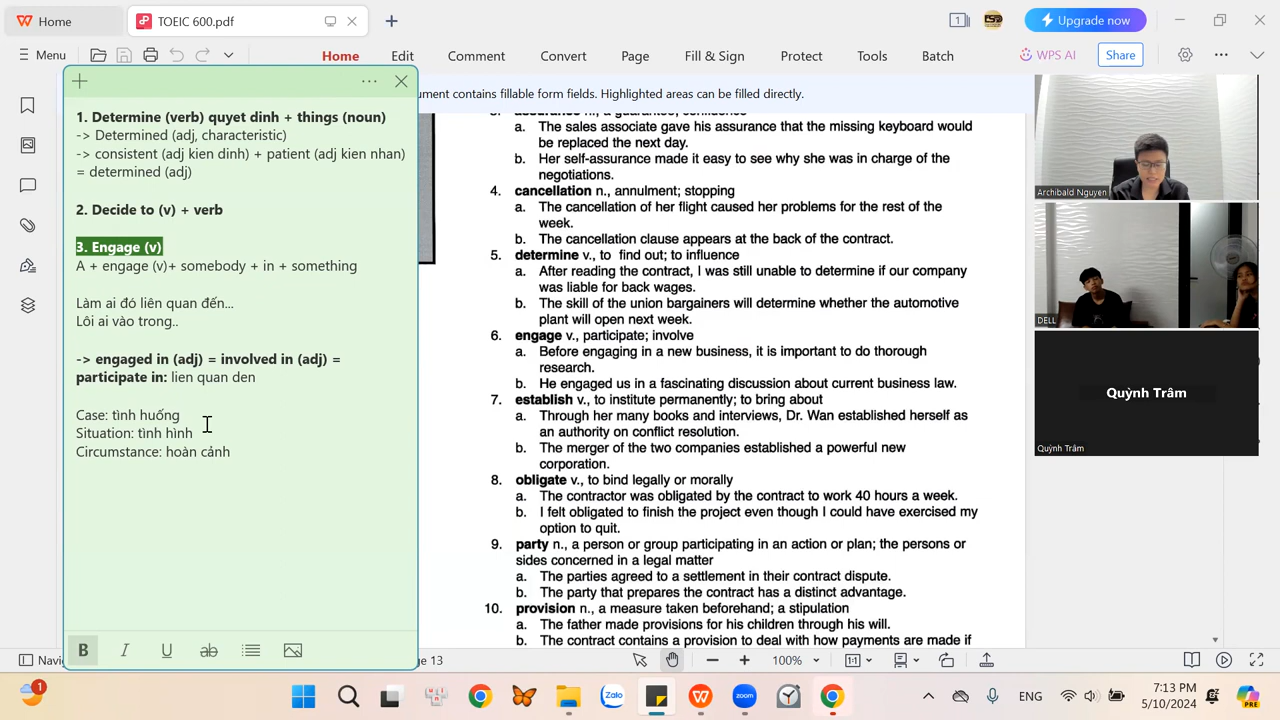 Home
TOEIC 600.pdf
1
Upgrade now
Menu
Home
Edit
Comment
Convert
Page
Fill & Sign
Protect
Tools
Batch
WPS AI
Share
ument contains fillable form fields. Highlighted areas can be filled directly.
1. Determine (verb) quyet dinh + things (noun)
-> Determined (adj, characteristic)
-> consistent (adj kien dinh) + patient (adj kien nhan)
= determined (adj)
2. Decide to (v) + verb
3. Engage (v)
A + engage (v)+ somebody + in + something
Làm ai đó liên quan đến...
Lôi ai vào trong..
-> engaged in (adj) = involved in (adj) =
participate in: lien quan den
Case: tình huống
Situation: tình hình
Circumstance: hoàn cảnh
B I U ab
a. The sales associate gave his assurance that the missing keyboard would
be replaced the next day.
b. Her self-assurance made it easy to see why she was in charge of the
negotiations.
4. cancellation n., annulment; stopping
a. The cancellation of her flight caused her problems for the rest of the
week.
b. The cancellation clause appears at the back of the contract.
5. determine v., to find out; to influence
a. After reading the contract, I was still unable to determine if our company
was liable for back wages.
b. The skill of the union bargainers will determine whether the automotive
plant will open next week.
6. engage v., participate; involve
a. Before engaging in a new business, it is important to do thorough
research.
b. He engaged us in a fascinating discussion about current business law.
7. establish v., to institute permanently; to bring about
a. Through her many books and interviews, Dr. Wan established herself as
an authority on conflict resolution.
b. The merger of the two companies established a powerful new
corporation.
8. obligate v., to bind legally or morally
a. The contractor was obligated by the contract to work 40 hours a week.
b. I felt obligated to finish the project even though I could have exercised my
option to quit.
9. party n., a person or group participating in an action or plan; the persons or
sides concerned in a legal matter
a. The parties agreed to a settlement in their contract dispute.
b. The party that prepares the contract has a distinct advantage.
10. provision n., a measure taken beforehand; a stipulation
a. The father made provisions for his children through his will.
b. The contract contains a provision to deal with how payments are made if
Archibald Nguyen
DELL
Quỳnh Trâm
Quỳnh Trâm
Navi
e 13
100%
1:1
1
Zalo
zoom
ENG
7:13 PM
5/10/2024
PRE